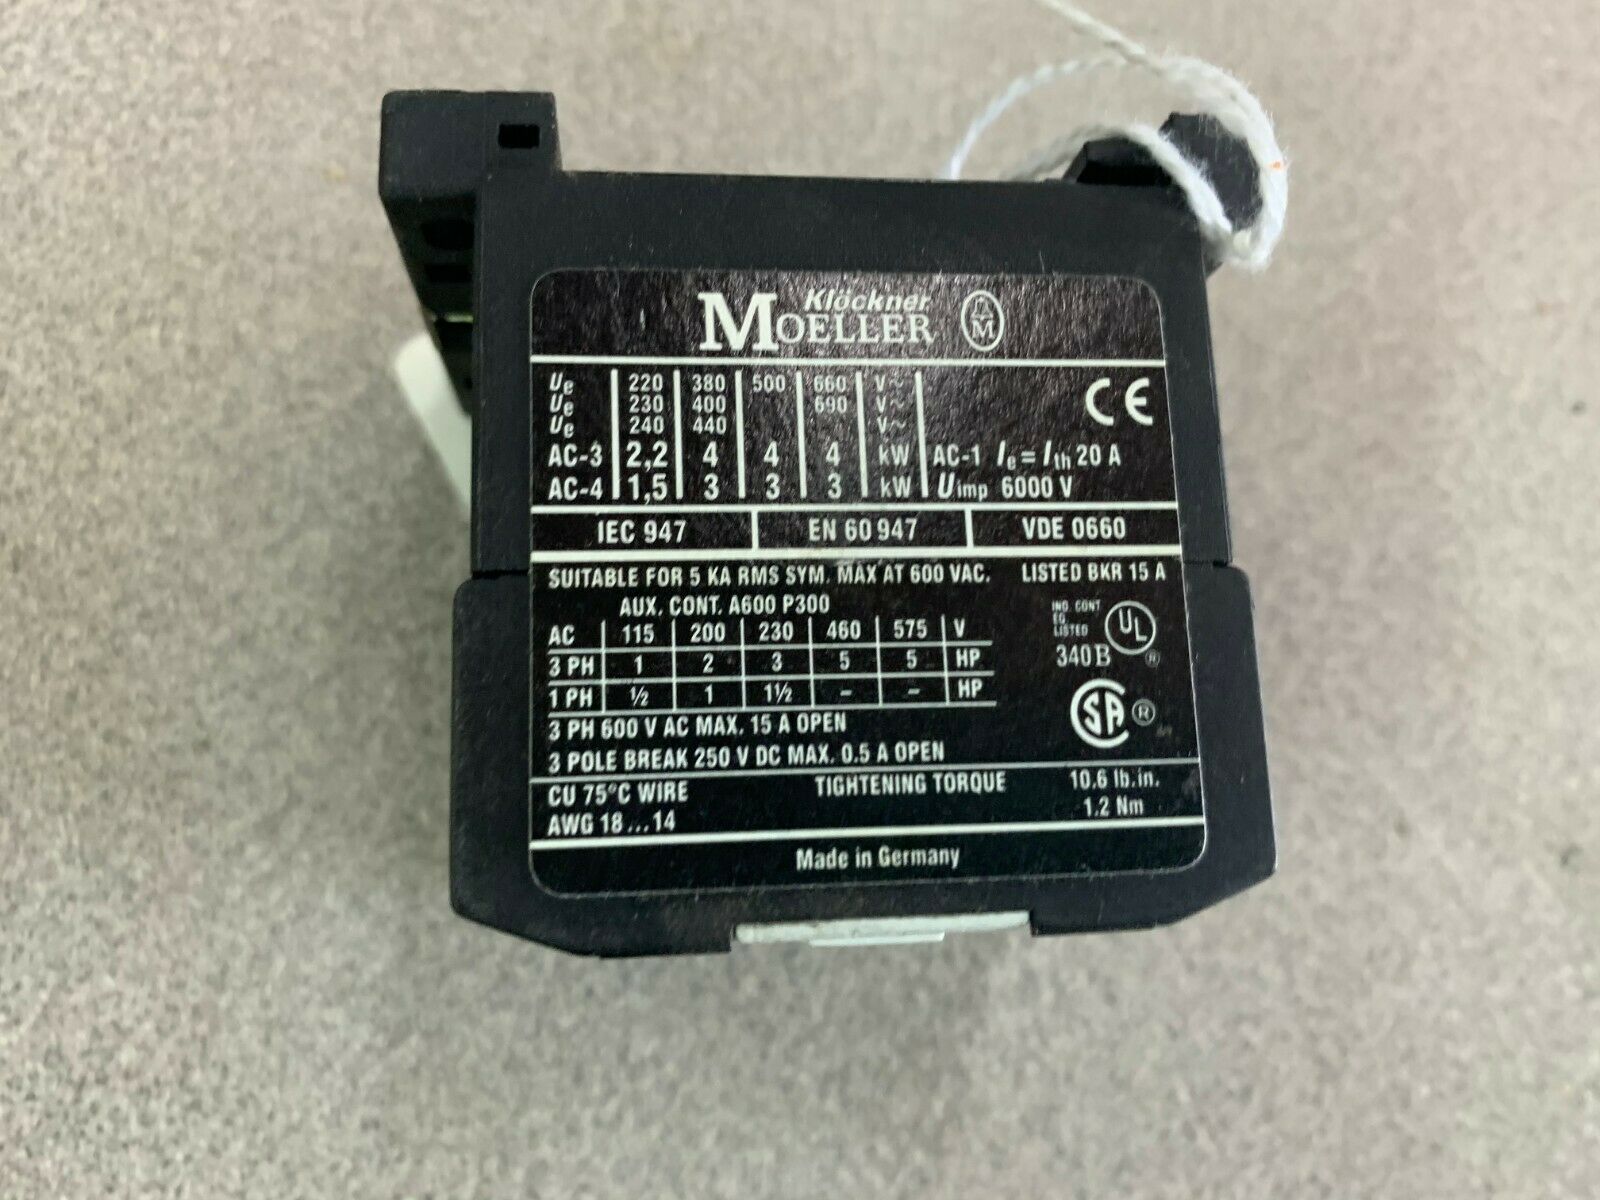 Klöckner
MOELLER
M
Ue 220 380 500 660 V~
Ue 230 400 690 V~
Ue 240 440 V~
AC-3 2,2 4 4 4 kW AC-1 Ie = Ith 20 A
AC-4 1,5 3 3 3 kW Uimp 6000 V
CE
IEC 947 EN 60 947 VDE 0660
SUITABLE FOR 5 KA RMS SYM. MAX AT 600 VAC. LISTED BKR 15 A
AUX. CONT. A600 P300
AC 115 200 230 460 575 V
3 PH 1 2 3 5 5 HP
1 PH ½ 1 1½ – – HP
IND. CONT
EQ.
LISTED
UL ®
340B
SA ®
3 PH 600 V AC MAX. 15 A OPEN
3 POLE BREAK 250 V DC MAX. 0.5 A OPEN
CU 75°C WIRE TIGHTENING TORQUE 10.6 lb.in.
AWG 18...14 1.2 Nm
Made in Germany